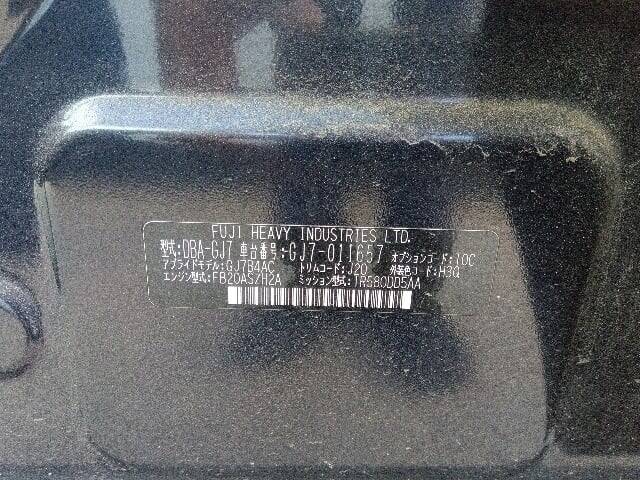 FUJI HEAVY INDUSTRIES LTD.
型式:DBA-GJ7 車台番号:GJ7-011657 オプションコード:10C
アプライドモデル:GJ7B4AC トリムコード:J20 外装色コード:H3Q
エンジン型式:FB20ASZH2A ミッション型式:TR580DD5AA